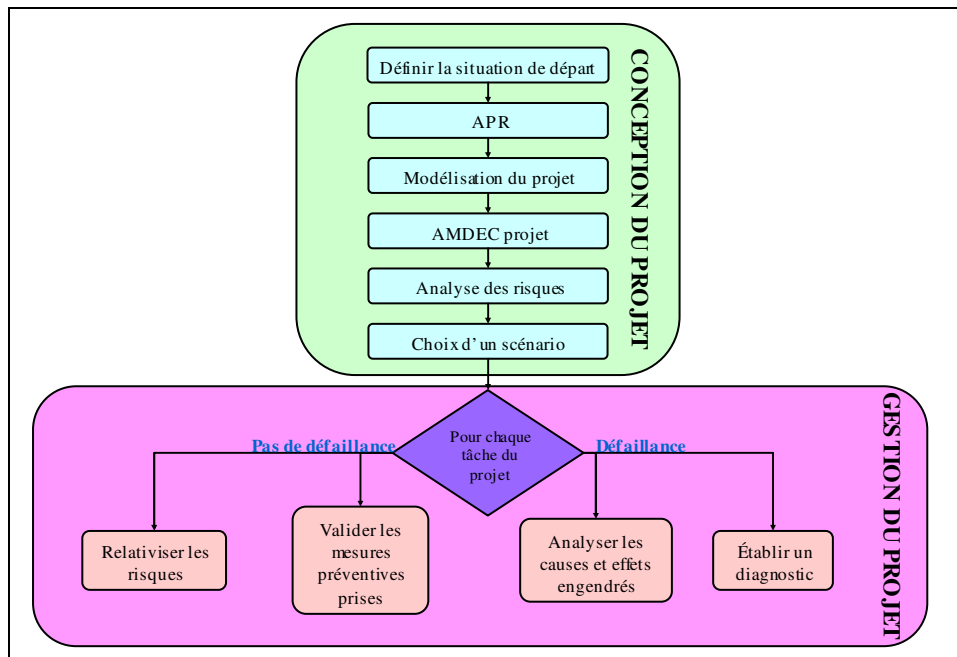 Définir la situation de départ
APR
Modélisation du projet
AMDEC projet
Analyse des risques
Choix d'un scénario
CONCEPTION DU PROJET
Pour chaque
tâche du
projet
Pas de défaillance
Défaillance
Relativiser les
risques
Valider les
mesures
préventives
prises
Analyser les
causes et effets
engendrés
Établir un
diagnostic
GESTION DU PROJET